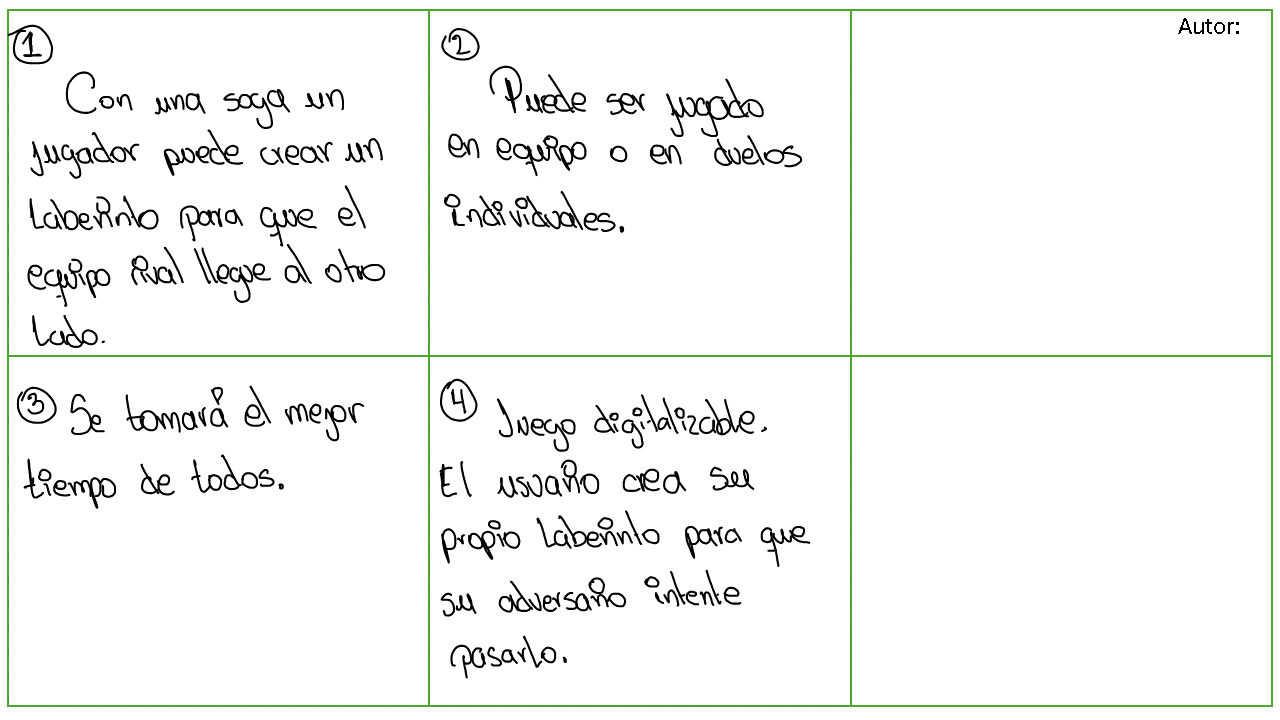 1
Con una soga un
jugador puede crear un
laberinto para que el
equipo rival llegue al otro
lado.
2
Puede ser jugado
en equipo o en duelos
individuales.
Autor:
3 Se tomará el mejor
tiempo de todos.
4 Juego digitalizable.
El usuario crea su
propio laberinto para que
su adversario intente
pasarlo.